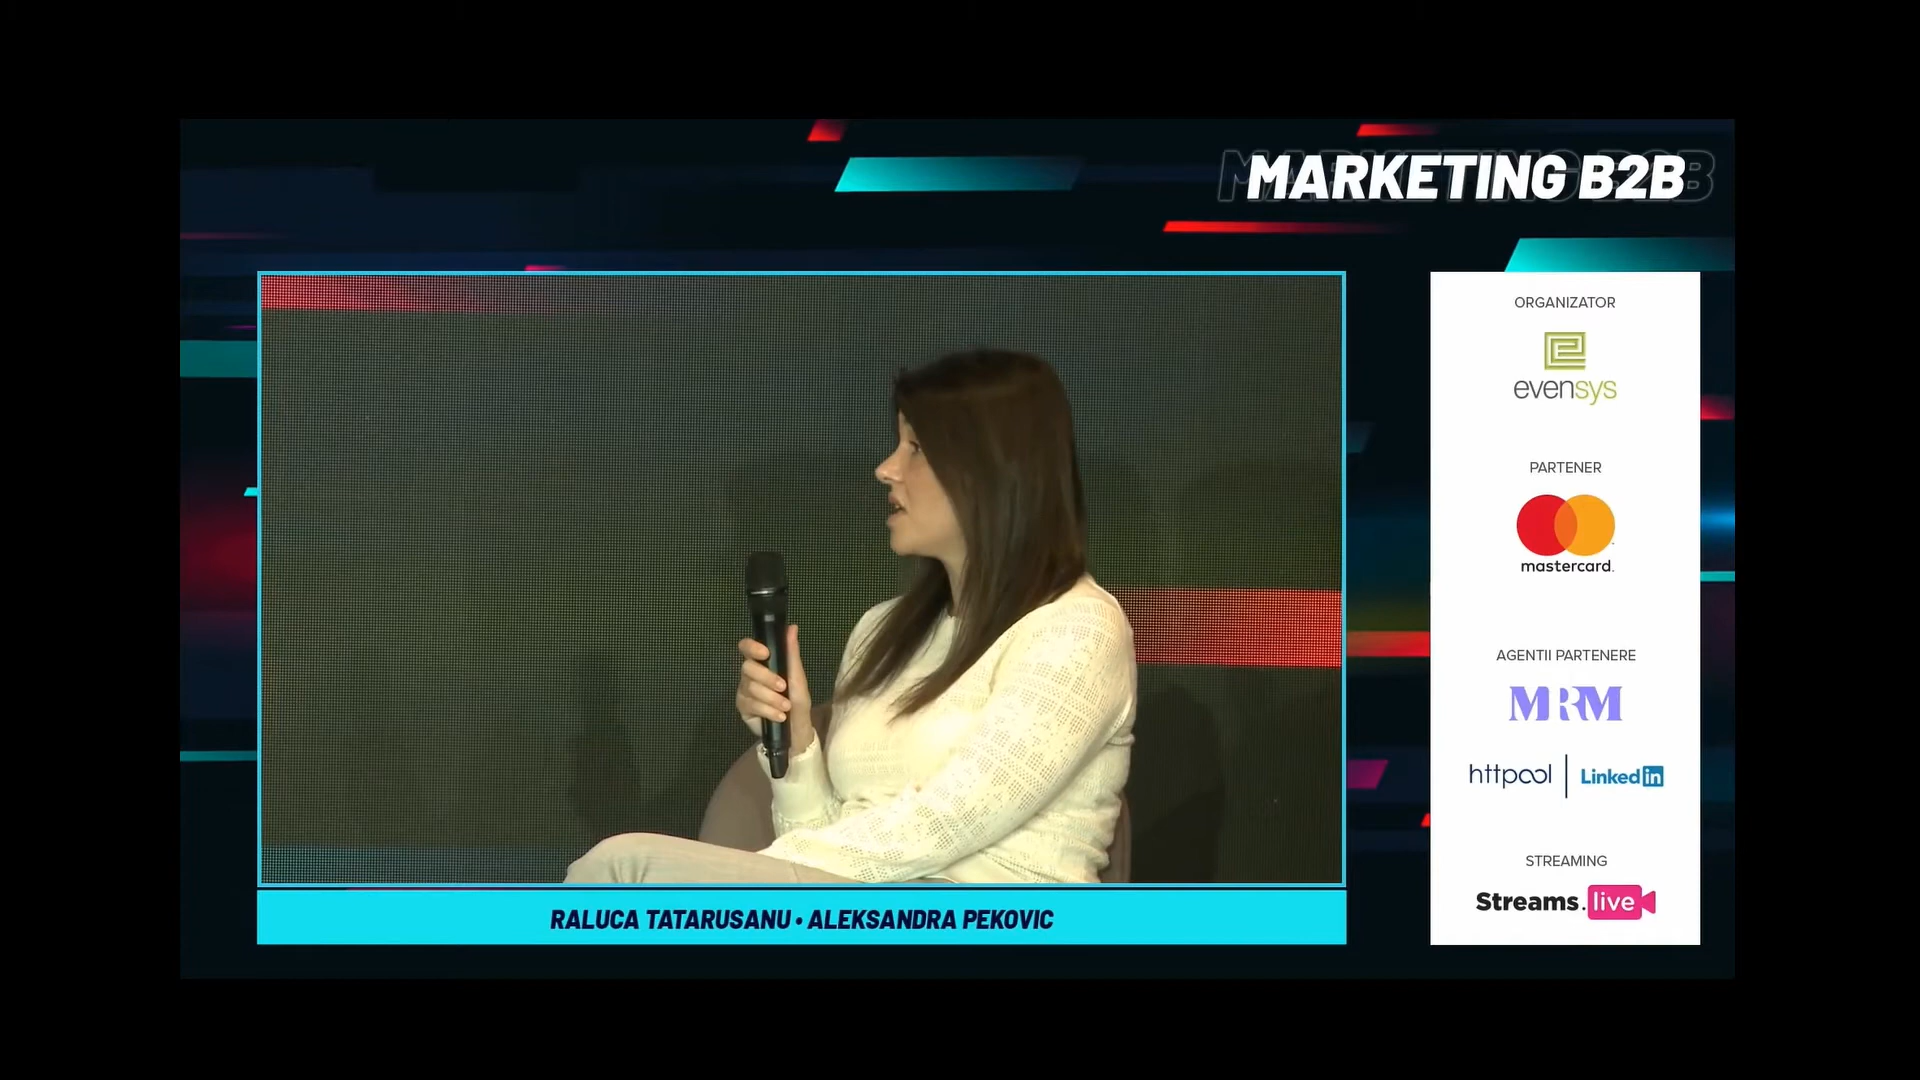 MARKETING B2B
ORGANIZATOR
evensys
PARTENER
mastercard.
AGENTII PARTENERE
MRM
httpool | Linked in
STREAMING
Streams.live
RALUCA TATARUSANU • ALEKSANDRA PEKOVIC